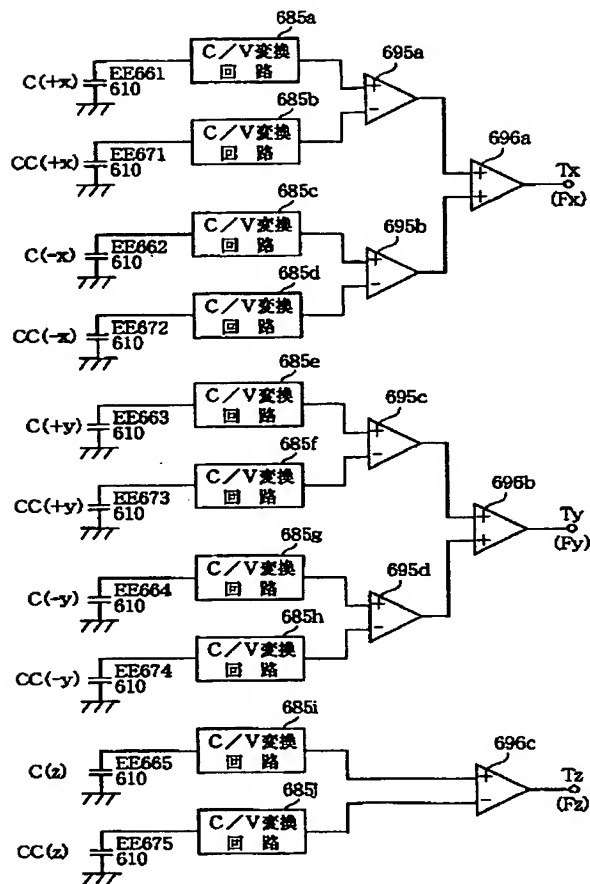 685a
C/V変換
回 路
695a
C(+x)
EE661
610
685b
C/V変換
回 路
CC(+x)
EE671
610
696a
Tx
(Fx)
685c
C/V変換
回 路
695b
C(-x)
EE662
610
685d
C/V変換
回 路
CC(-x)
EE672
610
685e
C/V変換
回 路
695c
C(+y)
EE663
610
685f
C/V変換
回 路
CC(+y)
EE673
610
696b
Ty
(Fy)
685g
C/V変換
回 路
695d
C(-y)
EE664
610
685h
C/V変換
回 路
CC(-y)
EE674
610
685i
C/V変換
回 路
696c
C(z)
EE665
610
Tz
(Fz)
685j
C/V変換
回 路
CC(z)
EE675
610